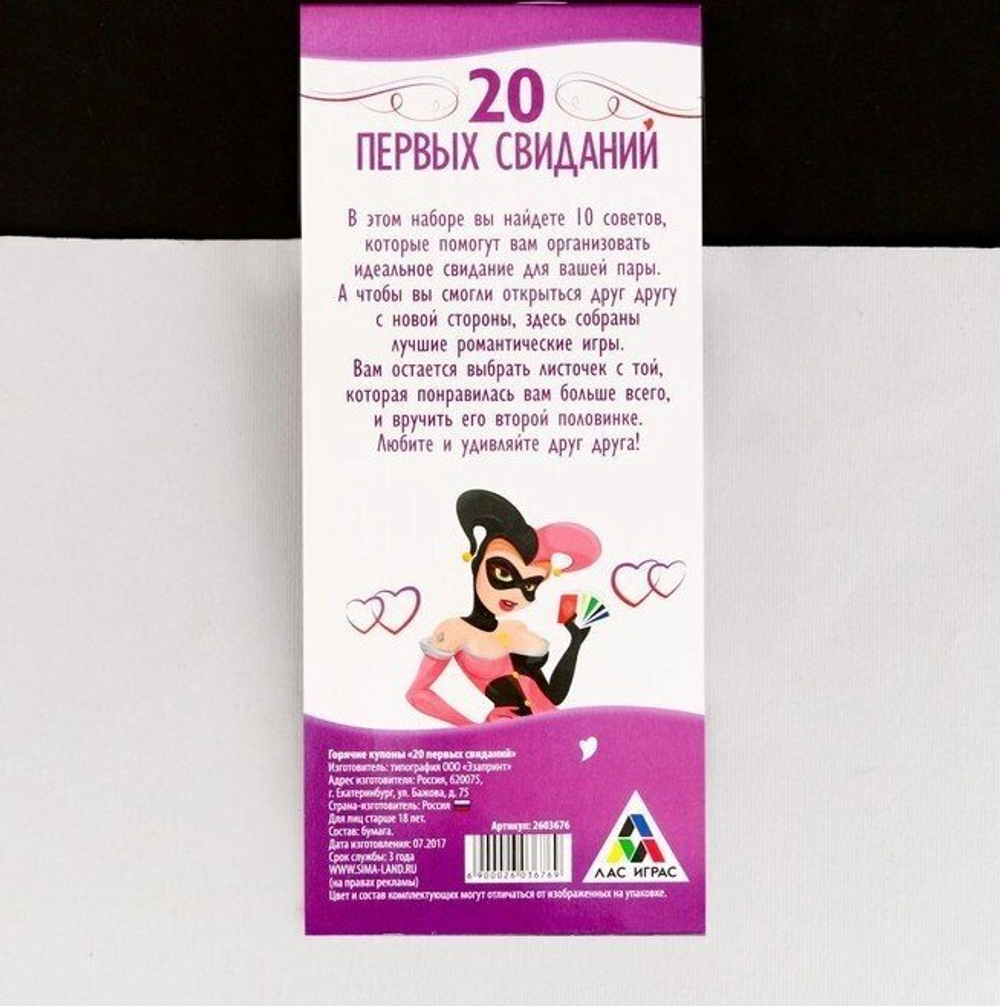 20
ПЕРВЫХ СВИДАНИЙ
В этом наборе вы найдете 10 советов,
которые помогут вам организовать
идеальное свидание для вашей пары.
А чтобы вы смогли открыться друг другу
с новой стороны, здесь собраны
лучшие романтические игры.
Вам остается выбрать листочек с той,
которая понравилась вам больше всего,
и вручить его второй половинке.
Любите и удивляйте друг друга!
Горячие купоны «20 первых свиданий»
Изготовитель: типография ООО «Эзапринт»
Адрес изготовителя: Россия, 620075,
г. Екатеринбург, ул. Бажова, д. 75
Страна-изготовитель: Россия
Для лиц старше 18 лет.
Состав: бумага.
Дата изготовления: 07.2017
Срок службы: 3 года
WWW.SIMA-LAND.RU
(на правах рекламы)
Цвет и состав комплектующих могут отличаться от изображенных на упаковке.
Артикул: 2603676
6 900026 036769
ЛАС ИГРАС